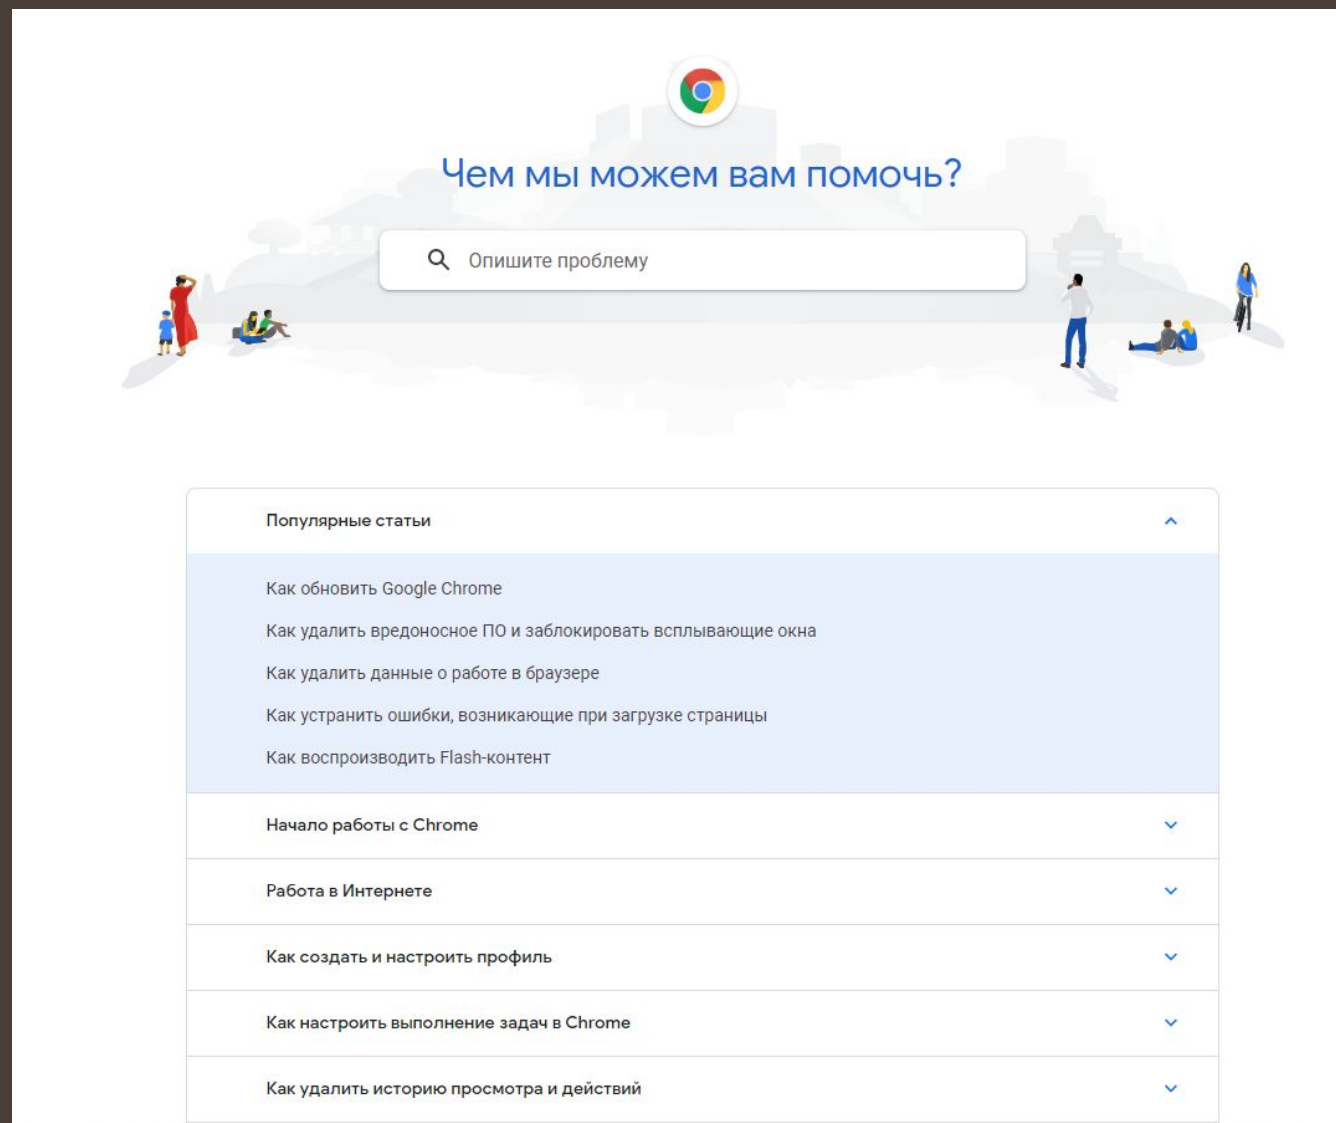 Чем мы можем вам помочь?
Опишите проблему
Популярные статьи
Как обновить Google Chrome
Как удалить вредоносное ПО и заблокировать всплывающие окна
Как удалить данные о работе в браузере
Как устранить ошибки, возникающие при загрузке страницы
Как воспроизводить Flash-контент
Начало работы с Chrome
Работа в Интернете
Как создать и настроить профиль
Как настроить выполнение задач в Chrome
Как удалить историю просмотра и действий